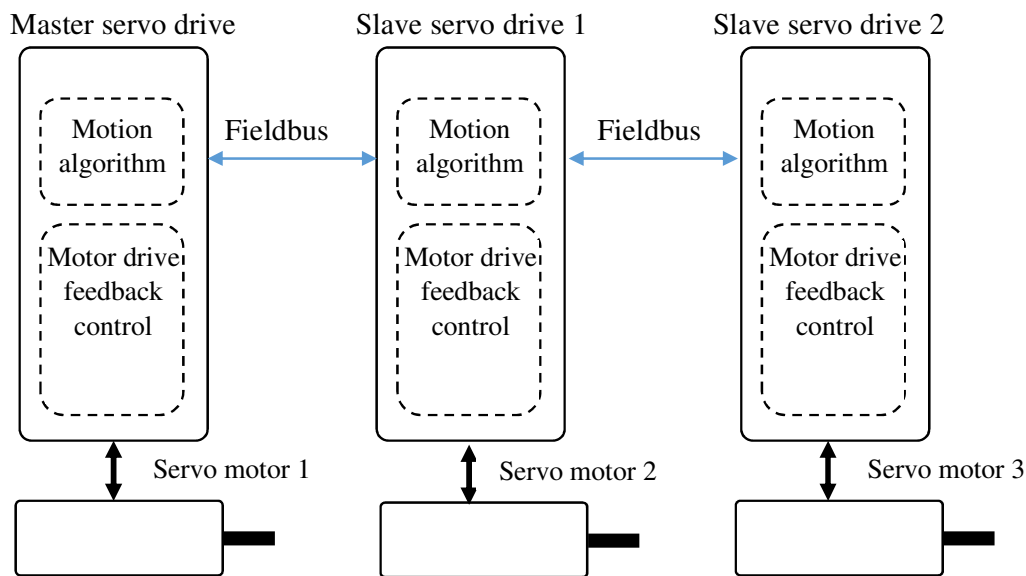 Master servo drive
Slave servo drive 1
Slave servo drive 2
Motion
algorithm
Fieldbus
Motion
algorithm
Fieldbus
Motion
algorithm
Motor drive
feedback
control
Motor drive
feedback
control
Motor drive
feedback
control
Servo motor 1
Servo motor 2
Servo motor 3